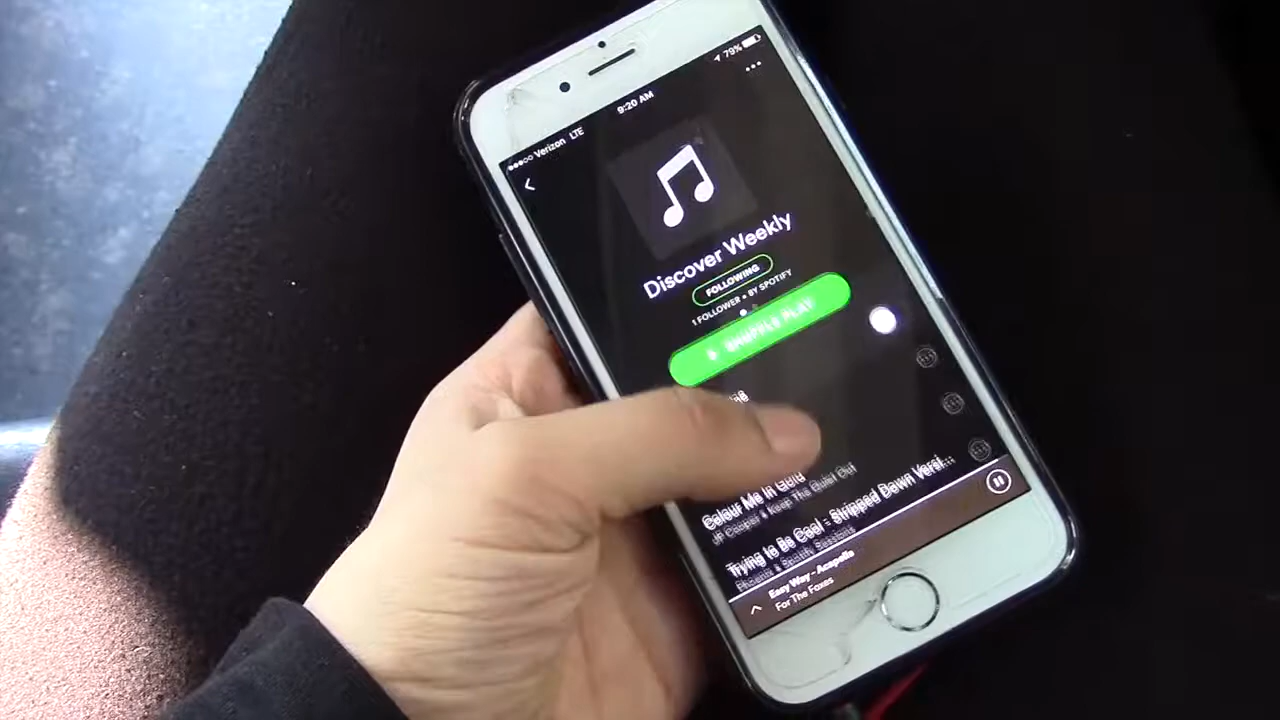 ●●●○○ Verizon LTE 9:20 AM 79%
Discover Weekly
FOLLOWING
1 FOLLOWER • BY SPOTIFY
SHUFFLE PLAY
Colour Me In Gold
JP Cooper • Keep The Quiet Out
Trying to Be Cool - Stripped Down Versi...
Phoenix • Spotify Sessions
Easy Way - Acapella
For The Foxes